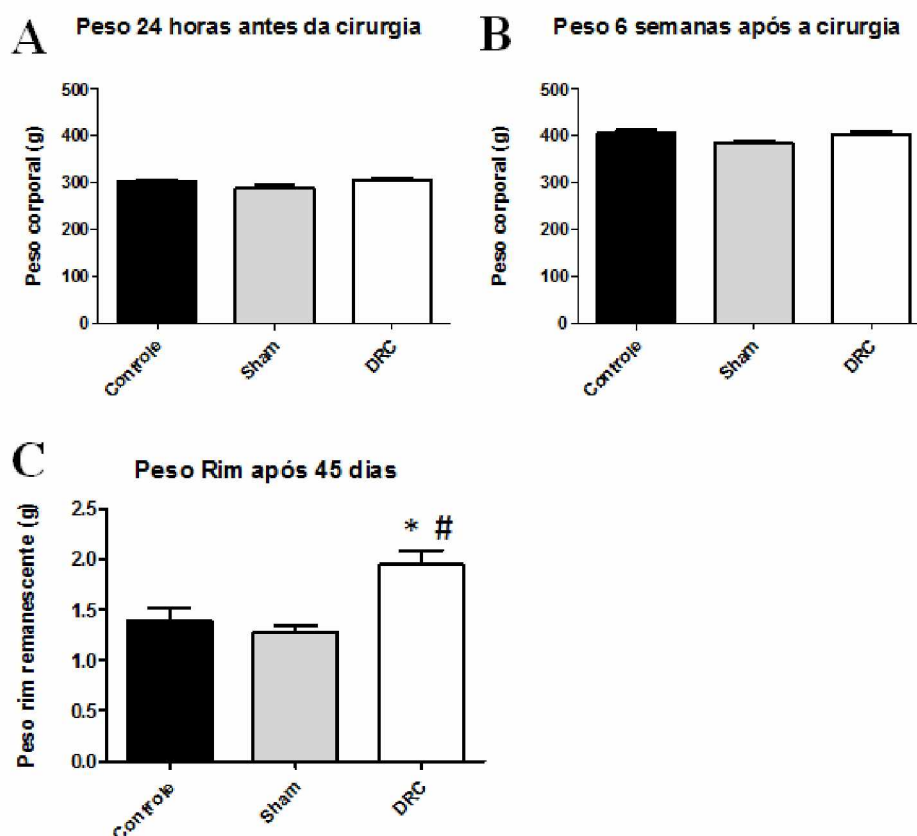 A
Peso 24 horas antes da cirurgia
Peso corporal (g)
500
400
300
200
100
0
Controle
Sham
DRC
B
Peso 6 semanas após a cirurgia
Peso corporal (g)
500
400
300
200
100
0
Controle
Sham
DRC
C
Peso Rim após 45 dias
Peso rim remanescente (g)
2.5
2.0
1.5
1.0
0.5
0.0
* #
Controle
Sham
DRC